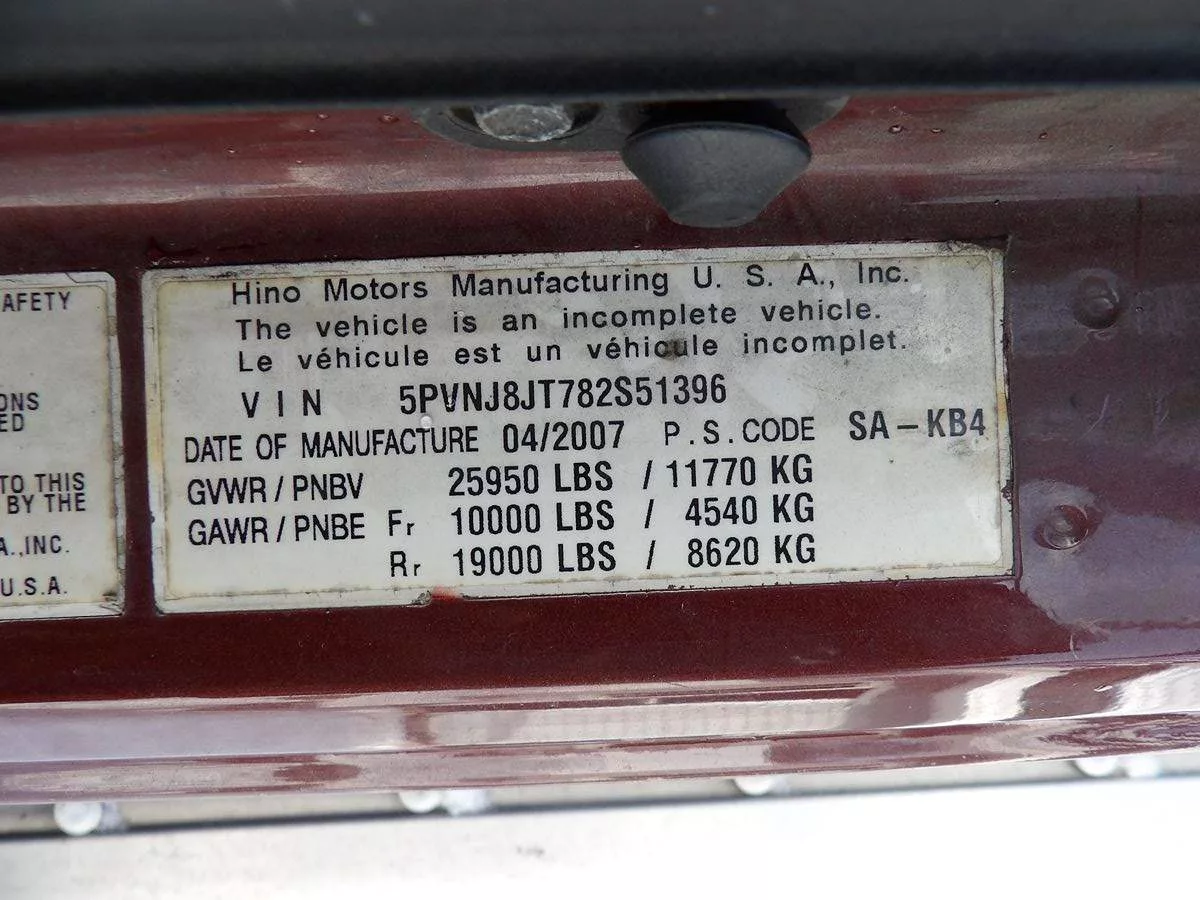 AFETY
ONS
ED
TO THIS
BY THE
A.,INC.
U.S.A.
Hino Motors Manufacturing U. S. A., Inc.
The vehicle is an incomplete vehicle.
Le véhicule est un véhicule incomplet.
VIN 5PVNJ8JT782S51396
DATE OF MANUFACTURE 04/2007 P.S.CODE SA-KB4
GVWR/PNBV 25950 LBS / 11770 KG
GAWR/PNBE Fr 10000 LBS / 4540 KG
Rr 19000 LBS / 8620 KG